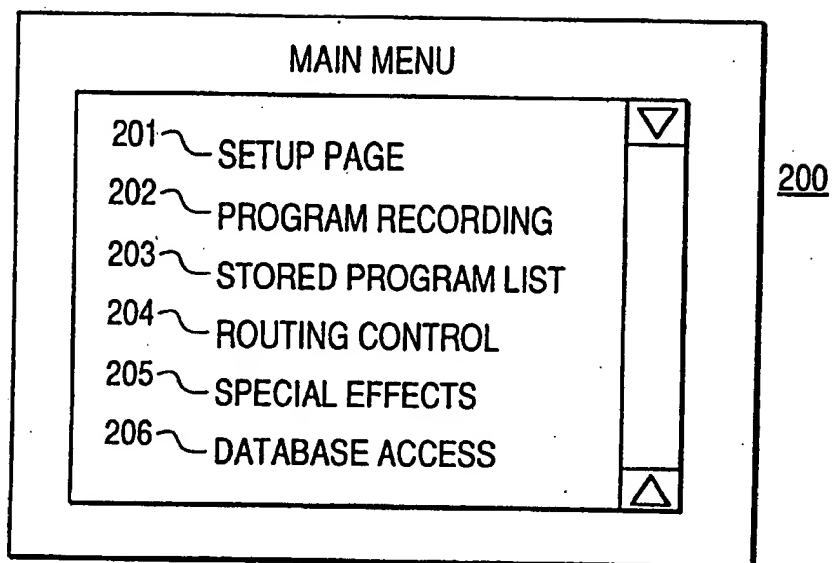 MAIN MENU
201 SETUP PAGE
200
202 PROGRAM RECORDING
203 STORED PROGRAM LIST
204 ROUTING CONTROL
205 SPECIAL EFFECTS
206 DATABASE ACCESS